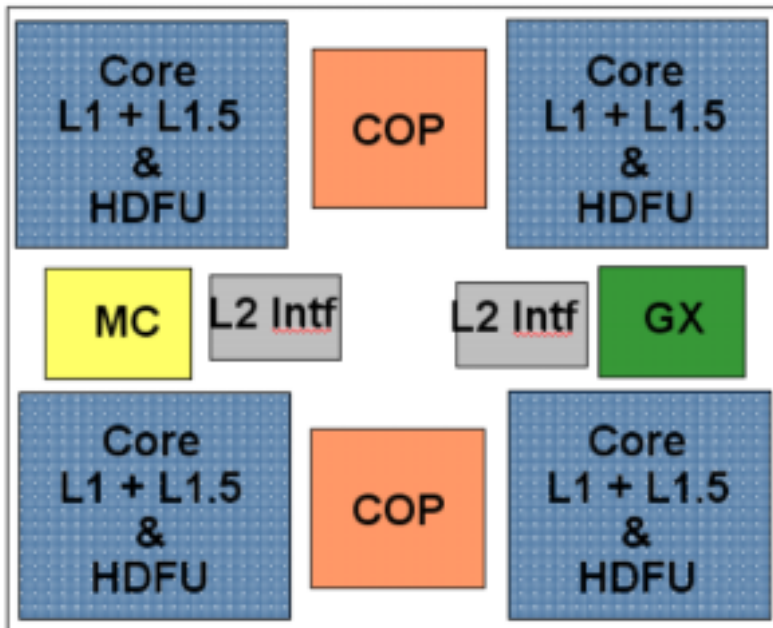 Core
L1 + L1.5
&
HDFU
COP
Core
L1 + L1.5
&
HDFU
MC
L2 Intf
L2 Intf
GX
Core
L1 + L1.5
&
HDFU
COP
Core
L1 + L1.5
&
HDFU